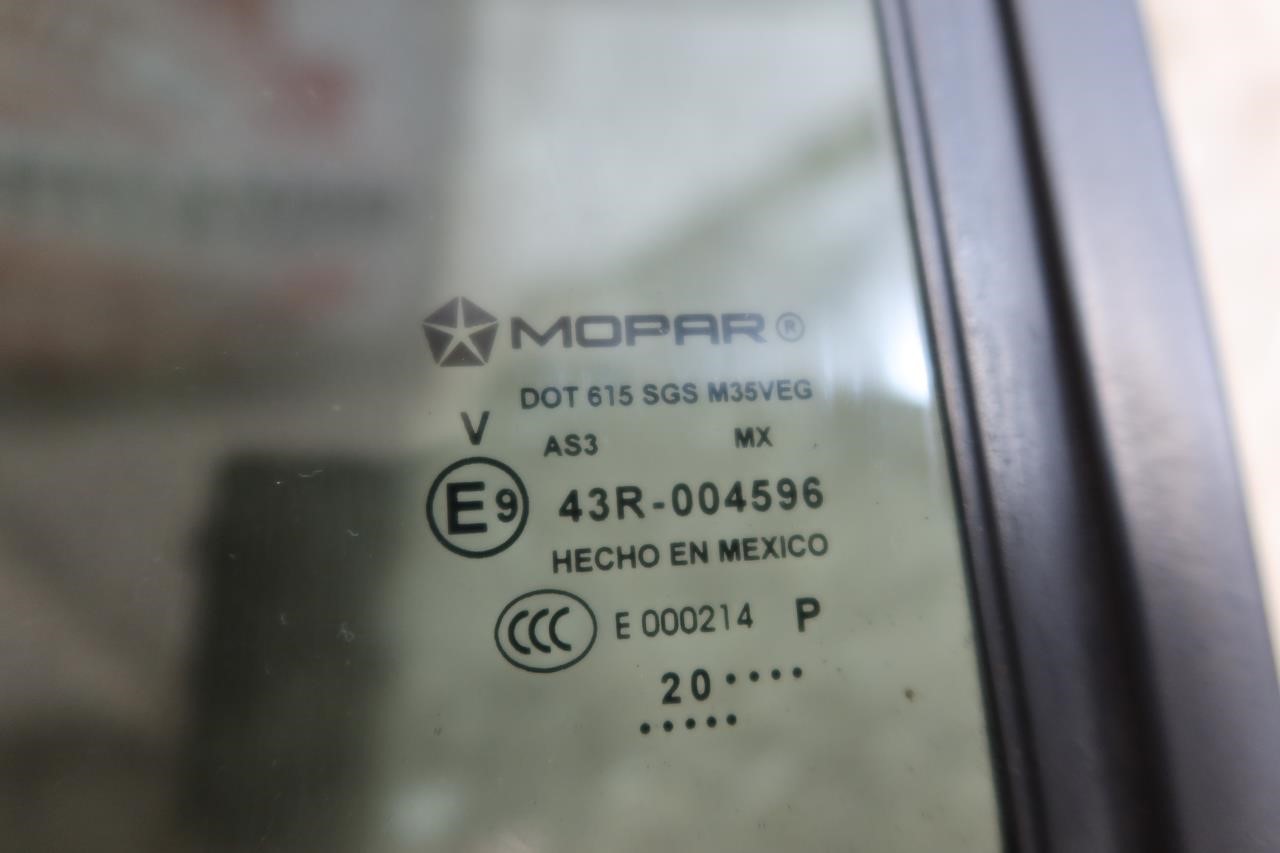 MOPAR®
DOT 615 SGS M35VEG
V AS3 MX
E9 43R-004596
HECHO EN MEXICO
CCC E 000214 P
20